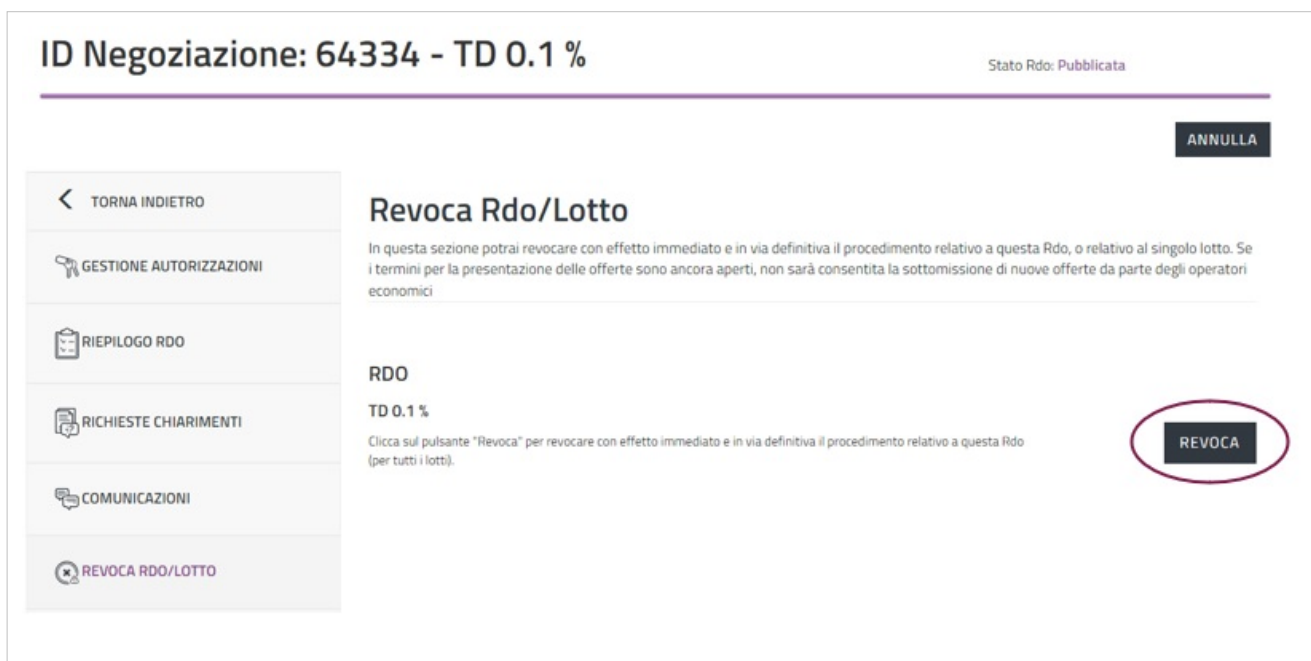 ID Negoziazione: 64334 - TD 0.1 %
Stato Rdo: Pubblicata
ANNULLA
TORNA INDIETRO
GESTIONE AUTORIZZAZIONI
RIEPILOGO RDO
RICHIESTE CHIARIMENTI
COMUNICAZIONI
REVOCA RDO/LOTTO
Revoca Rdo/Lotto
In questa sezione potrai revocare con effetto immediato e in via definitiva il procedimento relativo a questa Rdo, o relativo al singolo lotto. Se
i termini per la presentazione delle offerte sono ancora aperti, non sarà consentita la sottomissione di nuove offerte da parte degli operatori
economici
RDO
TD 0.1 %
Clicca sul pulsante "Revoca" per revocare con effetto immediato e in via definitiva il procedimento relativo a questa Rdo
(per tutti i lotti).
REVOCA